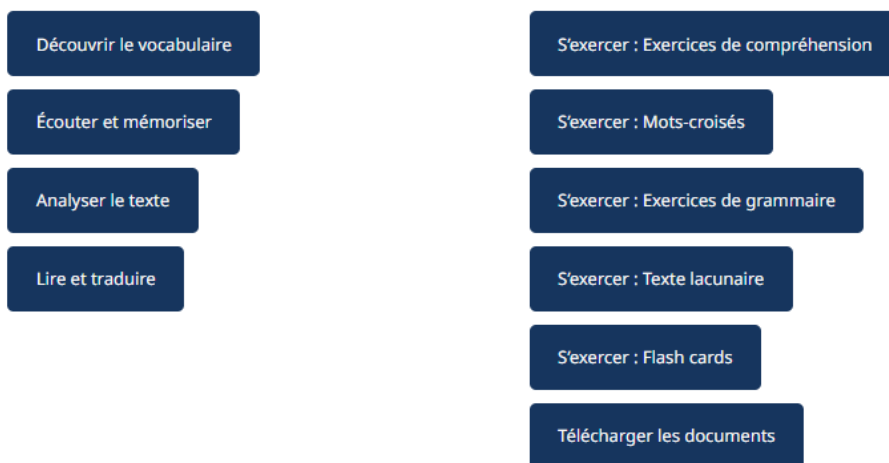 Découvrir le vocabulaire
Écouter et mémoriser
Analyser le texte
Lire et traduire
S’exercer : Exercices de compréhension
S’exercer : Mots-croisés
S’exercer : Exercices de grammaire
S’exercer : Texte lacunaire
S’exercer : Flash cards
Télécharger les documents